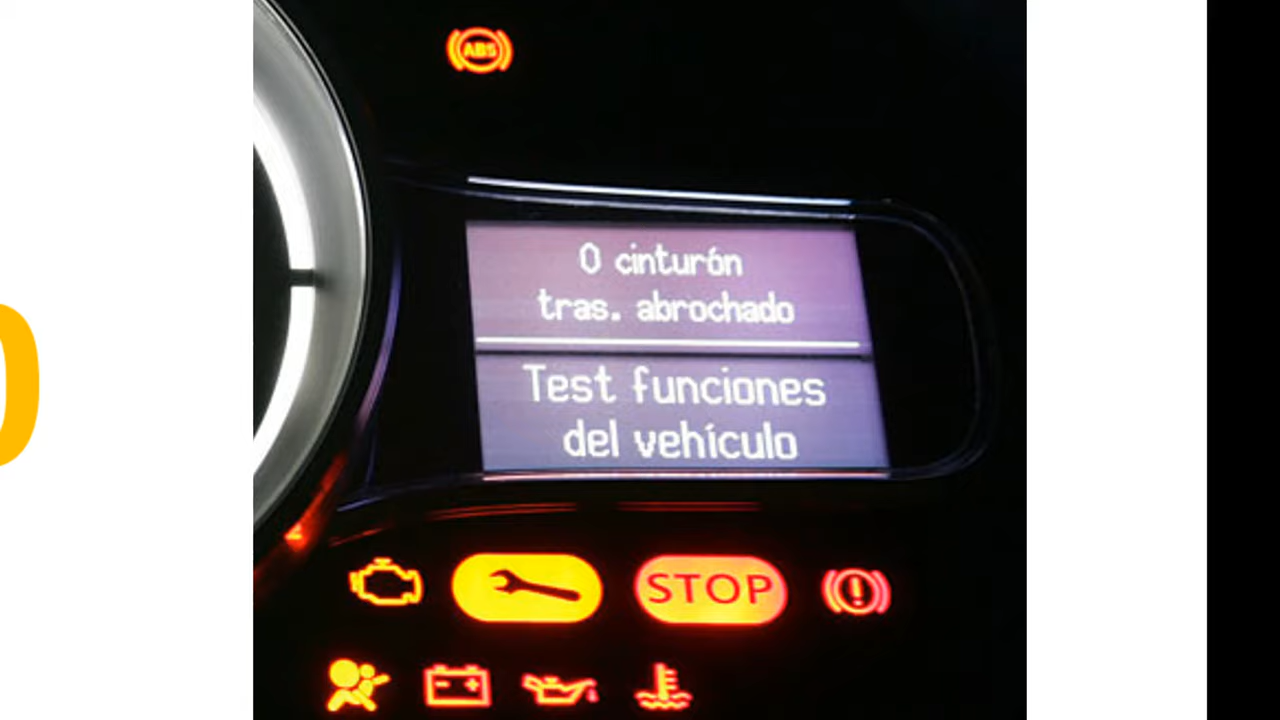 ABS
0 cinturón
tras. abrochado
Test funciones
del vehículo
STOP